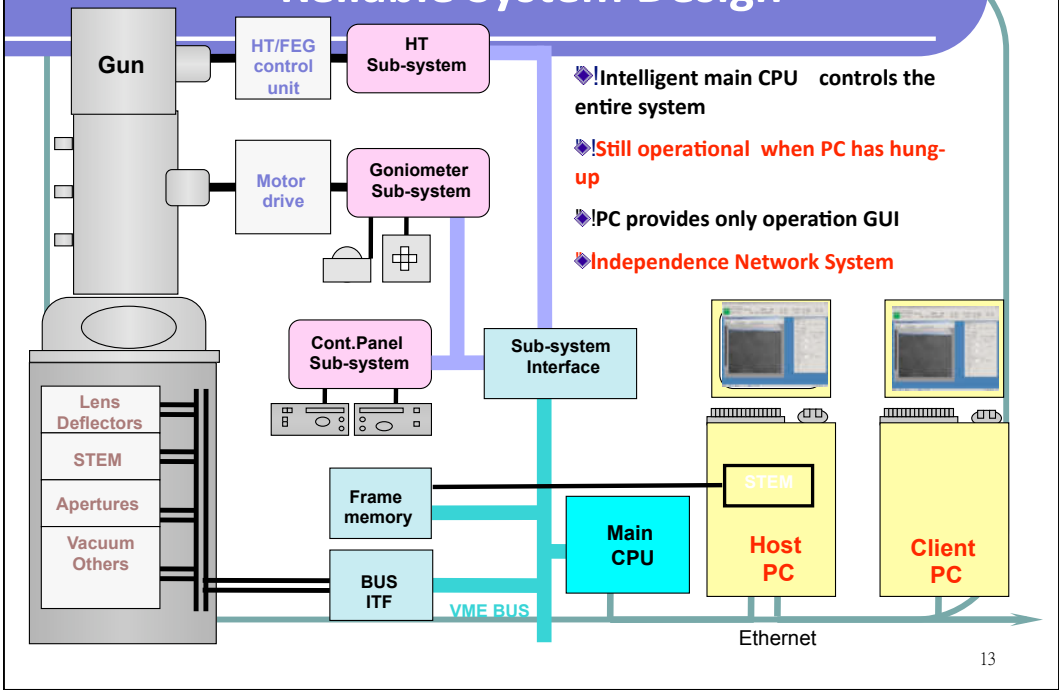 Reliable System Design
Gun
HT/FEG
control
unit
HT
Sub-system
Intelligent main CPU controls the
entire system
Still operational when PC has hung-
up
PC provides only operation GUI
Independence Network System
Motor
drive
Goniometer
Sub-system
Cont.Panel
Sub-system
Sub-system
Interface
Lens
Deflectors
STEM
Apertures
Vacuum
Others
Frame
memory
BUS
ITF
VME BUS
Main
CPU
STEM
Host
PC
Client
PC
Ethernet
13